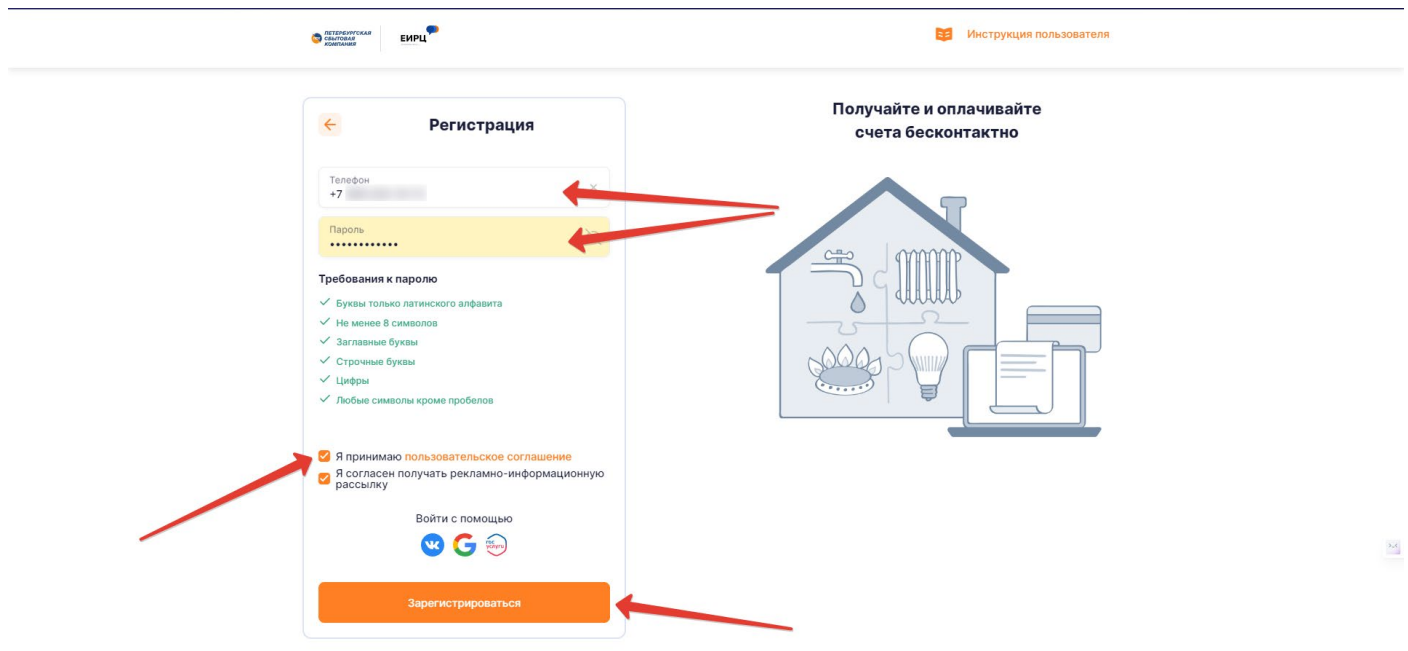 ПЕТЕРБУРГСКАЯ
СБЫТОВАЯ
КОМПАНИЯ
ЕИРЦ
Инструкция пользователя
Регистрация
Телефон
+7
Пароль
••••••••••••
Требования к паролю
Буквы только латинского алфавита
Не менее 8 символов
Заглавные буквы
Строчные буквы
Цифры
Любые символы кроме пробелов
Я принимаю пользовательское соглашение
Я согласен получать рекламно-информационную
рассылку
Войти с помощью
гос
услуги
Зарегистрироваться
Получайте и оплачивайте
счета бесконтактно